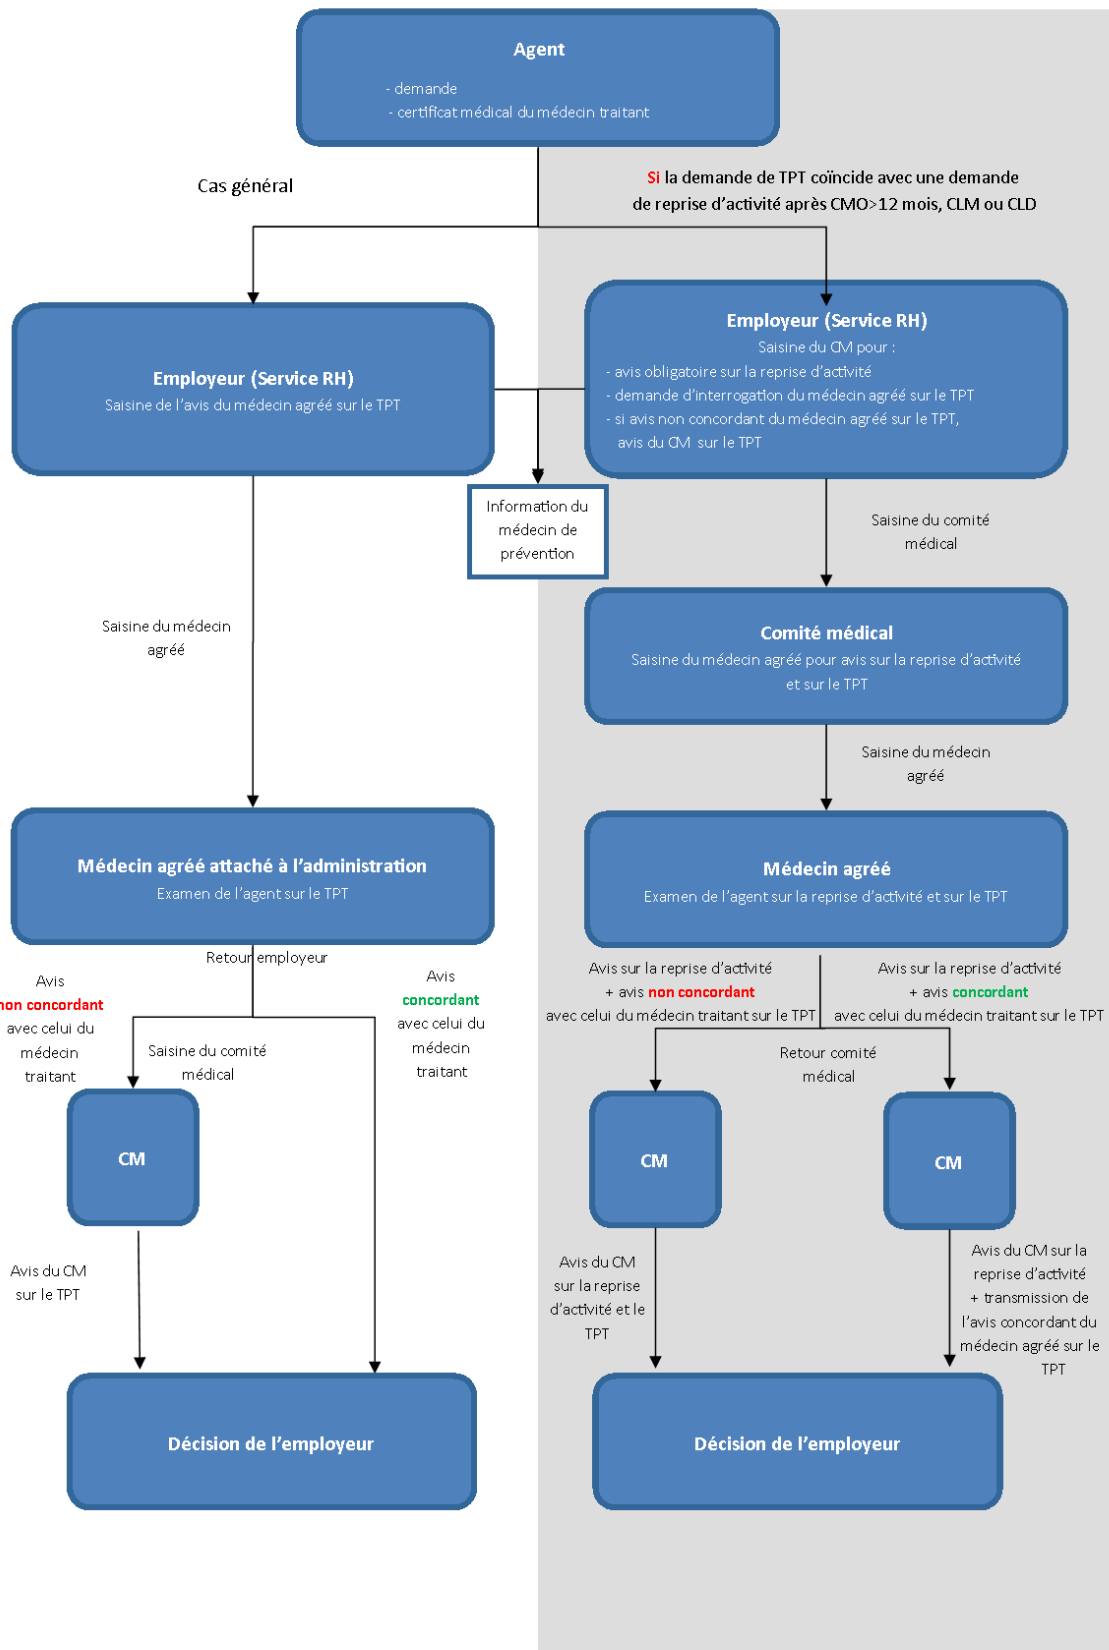 Agent
- demande
- certificat médical du médecin traitant
Cas général
Si la demande de TPT coïncide avec une demande
de reprise d'activité après CMO>12 mois, CLM ou CLD
Employeur (Service RH)
Saisine de l'avis du médecin agréé sur le TPT
Employeur (Service RH)
Saisine du CM pour :
- avis obligatoire sur la reprise d'activité
- demande d'interrogation du médecin agréé sur le TPT
- si avis non concordant du médecin agréé sur le TPT,
avis du CM sur le TPT
Information du
médecin de
prévention
Saisine du comité
médical
Saisine du médecin
agréé
Comité médical
Saisine du médecin agréé pour avis sur la reprise d'activité
et sur le TPT
Saisine du médecin
agréé
Médecin agréé attaché à l'administration
Examen de l'agent sur le TPT
Médecin agréé
Examen de l'agent sur la reprise d'activité et sur le TPT
Retour employeur
Avis
non concordant
avec celui du
médecin
traitant
Avis
concordant
avec celui du
médecin
traitant
Saisine du comité
médical
Avis sur la reprise d'activité
+ avis non concordant
avec celui du médecin traitant sur le TPT
Avis sur la reprise d'activité
+ avis concordant
avec celui du médecin traitant sur le TPT
Retour comité
médical
CM
CM
CM
Avis du CM
sur le TPT
Avis du CM
sur la reprise
d'activité et le
TPT
Avis du CM sur la
reprise d'activité
+ transmission de
l'avis concordant du
médecin agréé sur le
TPT
Décision de l'employeur
Décision de l'employeur